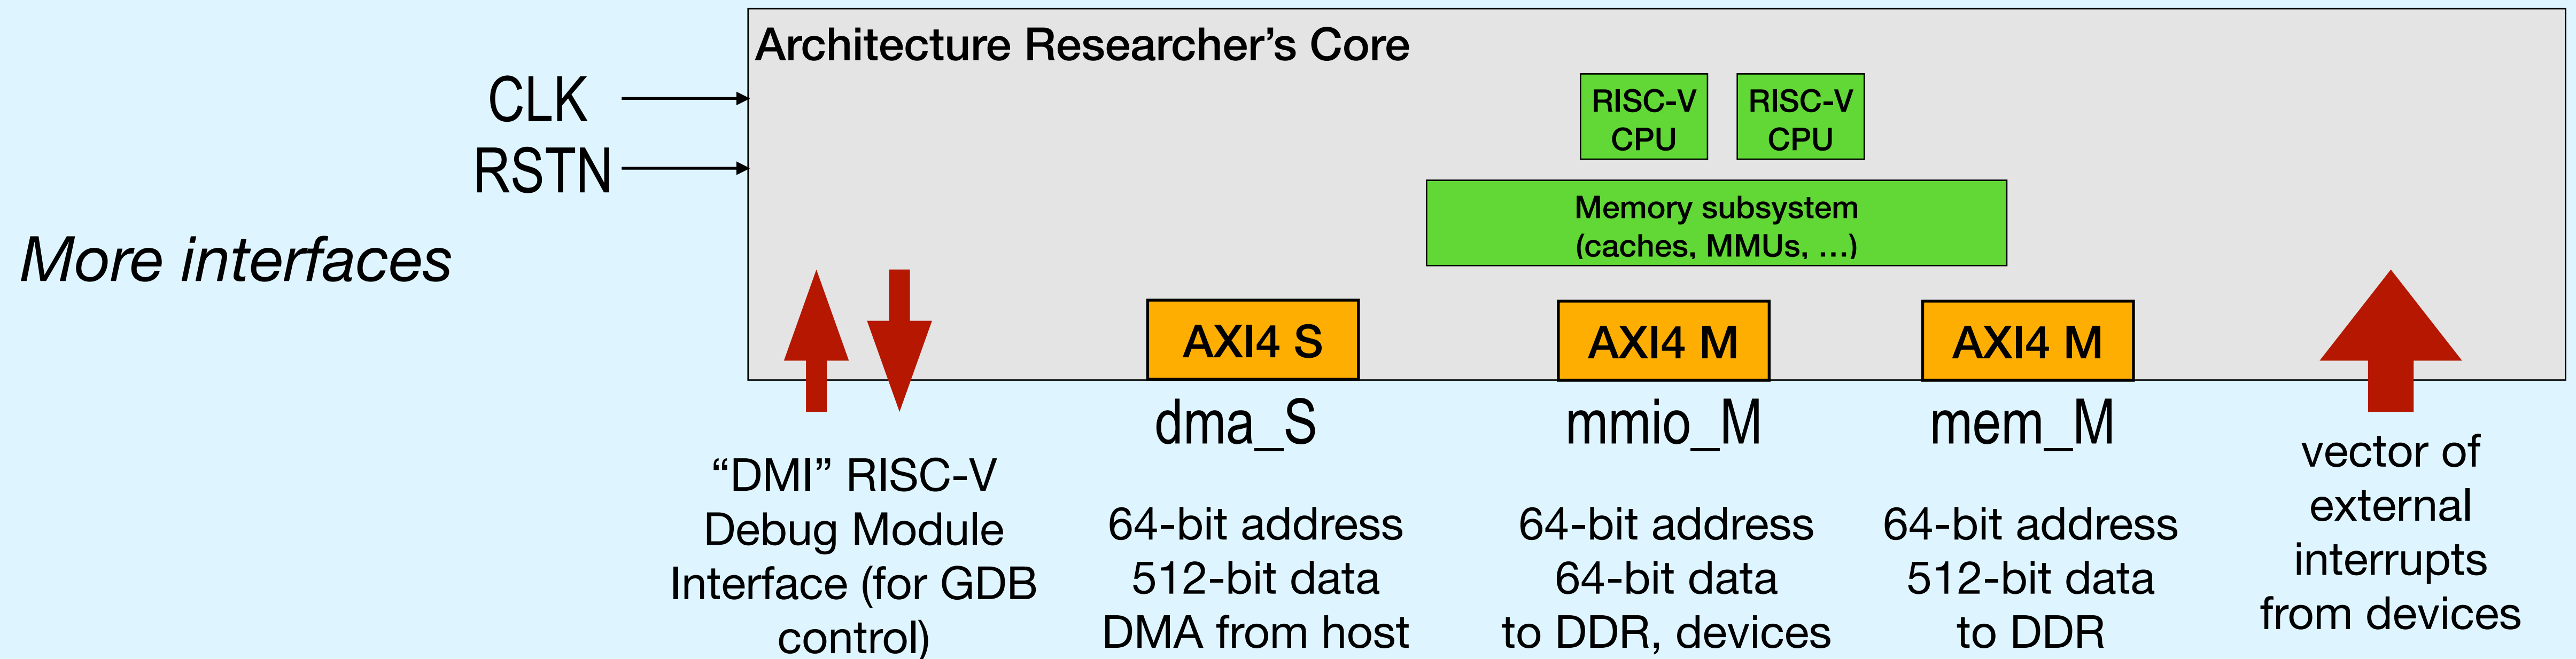 Architecture Researcher's Core
CLK
RSTN
More interfaces
RISC-V
CPU
RISC-V
CPU
Memory subsystem
(caches, MMUs, …)
AXI4 S
AXI4 M
AXI4 M
dma_S
mmio_M
mem_M
“DMI” RISC-V
Debug Module
Interface (for GDB
control)
64-bit address
512-bit data
DMA from host
64-bit address
64-bit data
to DDR, devices
64-bit address
512-bit data
to DDR
vector of
external
interrupts
from devices